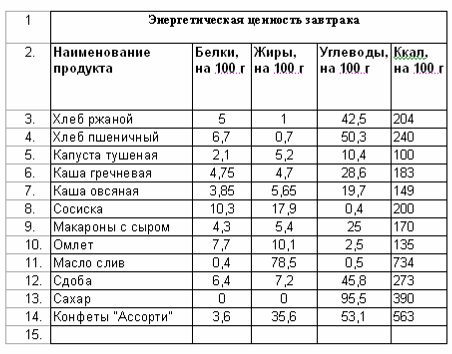 1 Энергетическая ценность завтрака
2. Наименование Белки, Жиры, Углеводы, Ккал,
продукта на 100 г на 100 г на 100 г на 100 г
3. Хлеб ржаной 5 1 42,5 204
4. Хлеб пшеничный 6,7 0,7 50,3 240
5. Капуста тушеная 2,1 5,2 10,4 100
6. Каша гречневая 4,75 4,7 28,6 183
7. Каша овсяная 3,85 5,65 19,7 149
8. Сосиска 10,3 17,9 0,4 200
9. Макароны с сыром 4,3 5,4 25 170
10. Омлет 7,7 10,1 2,5 135
11. Масло слив 0,4 78,5 0,5 734
12. Сдоба 6,4 7,2 45,8 273
13. Сахар 0 0 95,5 390
14. Конфеты "Ассорти" 3,6 35,6 53,1 563
15.